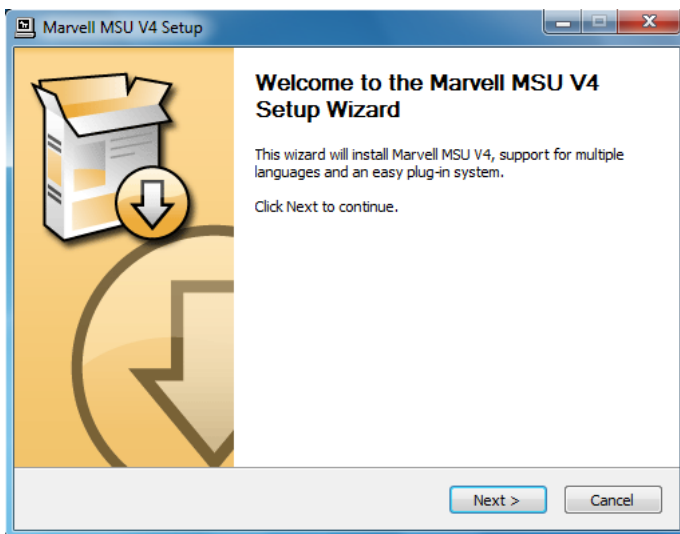 Marvell MSU V4 Setup
Welcome to the Marvell MSU V4
Setup Wizard
This wizard will install Marvell MSU V4, support for multiple
languages and an easy plug-in system.
Click Next to continue.
Next >
Cancel